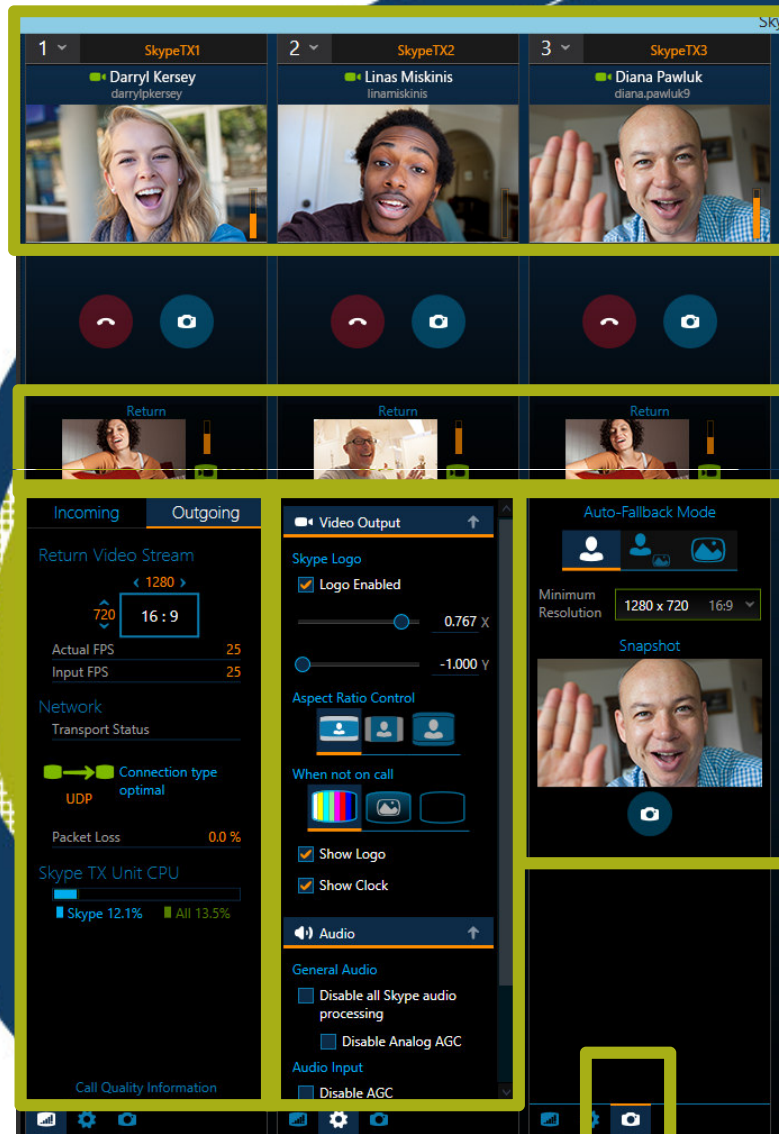 Sky
1 SkypeTX1
2 SkypeTX2
3 SkypeTX3
Darryl Kersey
darrylpkersey
Linas Miskinis
linamiskinis
Diana Pawluk
diana.pawluk9
Return
Return
Return
Incoming
Outgoing
Return Video Stream
1280
720
16 : 9
Actual FPS 25
Input FPS 25
Network
Transport Status
UDP
Connection type
optimal
Packet Loss 0.0 %
Skype TX Unit CPU
Skype 12.1% All 13.5%
Call Quality Information
Video Output
Skype Logo
Logo Enabled
0.767 X
-1.000 Y
Aspect Ratio Control
When not on call
Show Logo
Show Clock
Audio
General Audio
Disable all Skype audio
processing
Disable Analog AGC
Audio Input
Disable AGC
Auto-Fallback Mode
Minimum
Resolution
1280 x 720 16:9
Snapshot